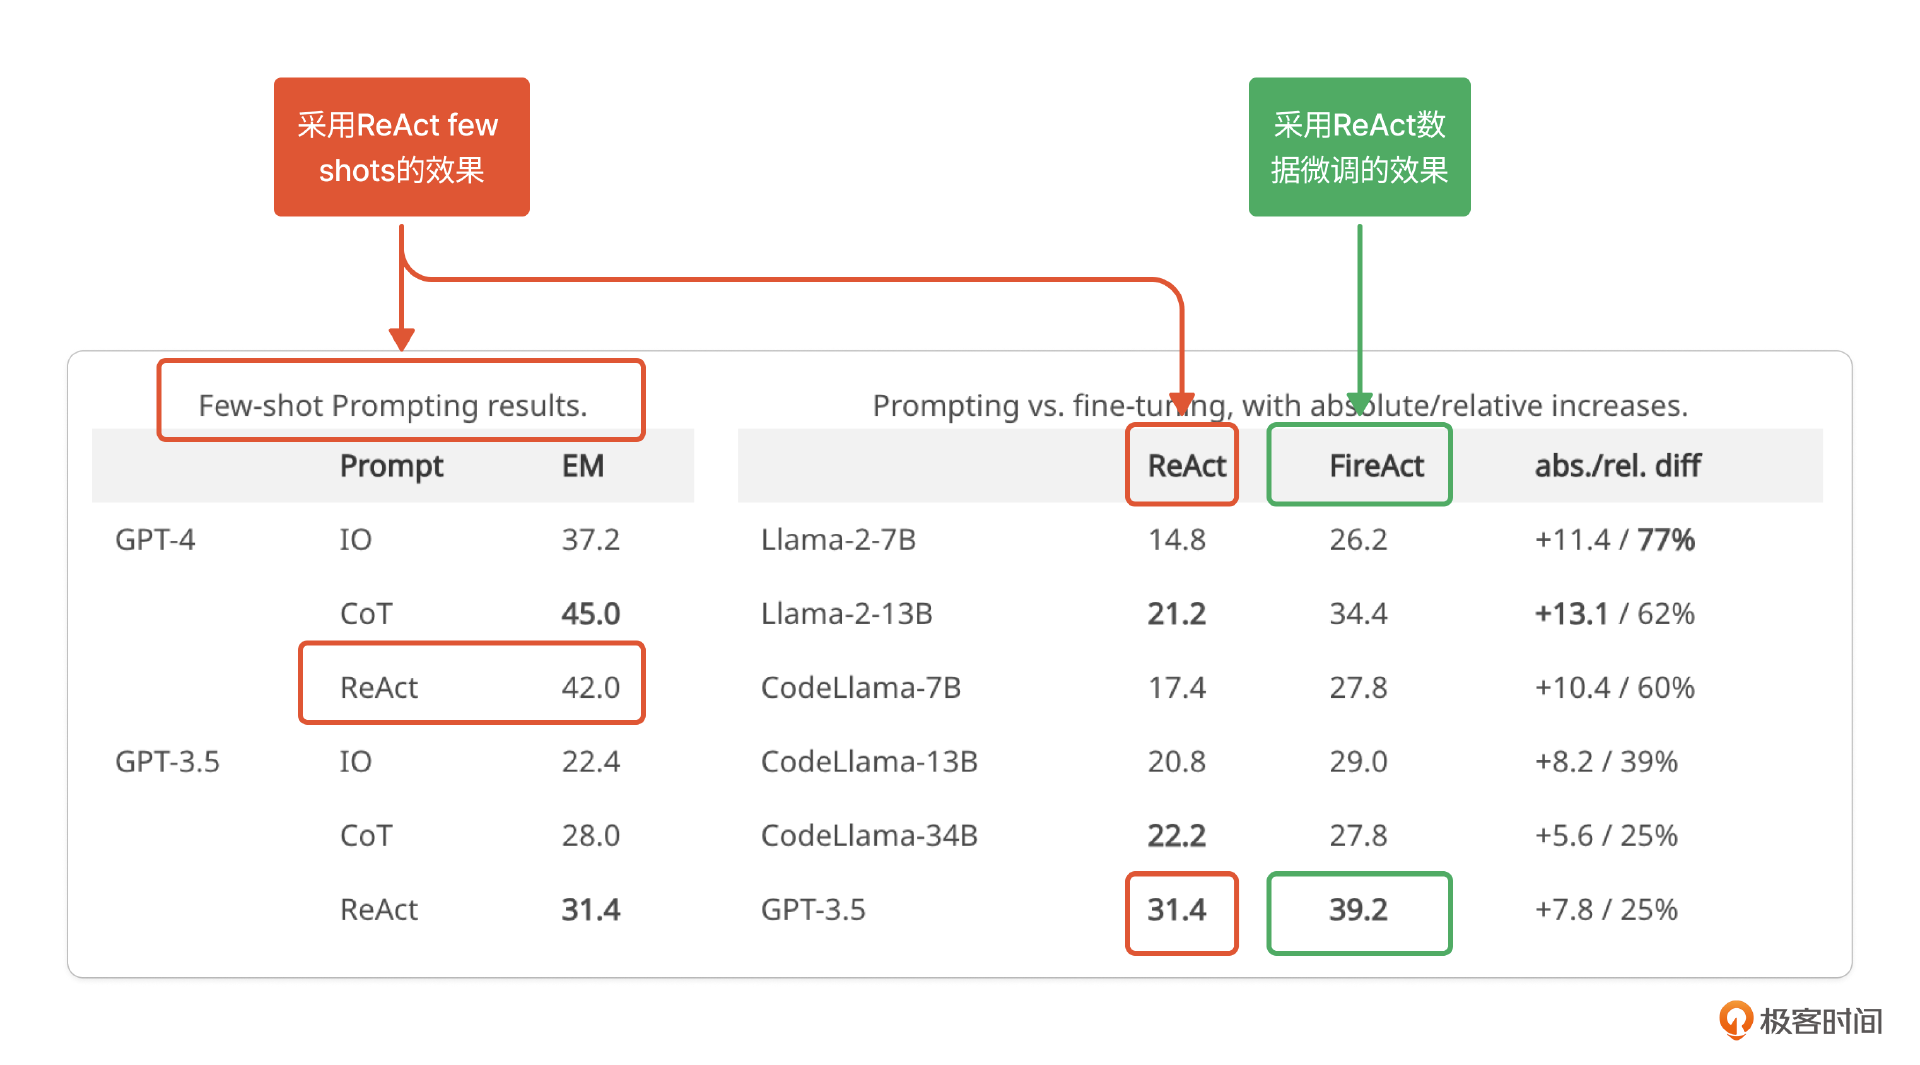 采用ReAct few
shots的效果
采用ReAct数
据微调的效果
Few-shot Prompting results.
Prompt EM
GPT-4 IO 37.2
CoT 45.0
ReAct 42.0
GPT-3.5 IO 22.4
CoT 28.0
ReAct 31.4
Prompting vs. fine-tuning, with absolute/relative increases.
ReAct FireAct abs./rel. diff
Llama-2-7B 14.8 26.2 +11.4 / 77%
Llama-2-13B 21.2 34.4 +13.1 / 62%
CodeLlama-7B 17.4 27.8 +10.4 / 60%
CodeLlama-13B 20.8 29.0 +8.2 / 39%
CodeLlama-34B 22.2 27.8 +5.6 / 25%
GPT-3.5 31.4 39.2 +7.8 / 25%
极客时间